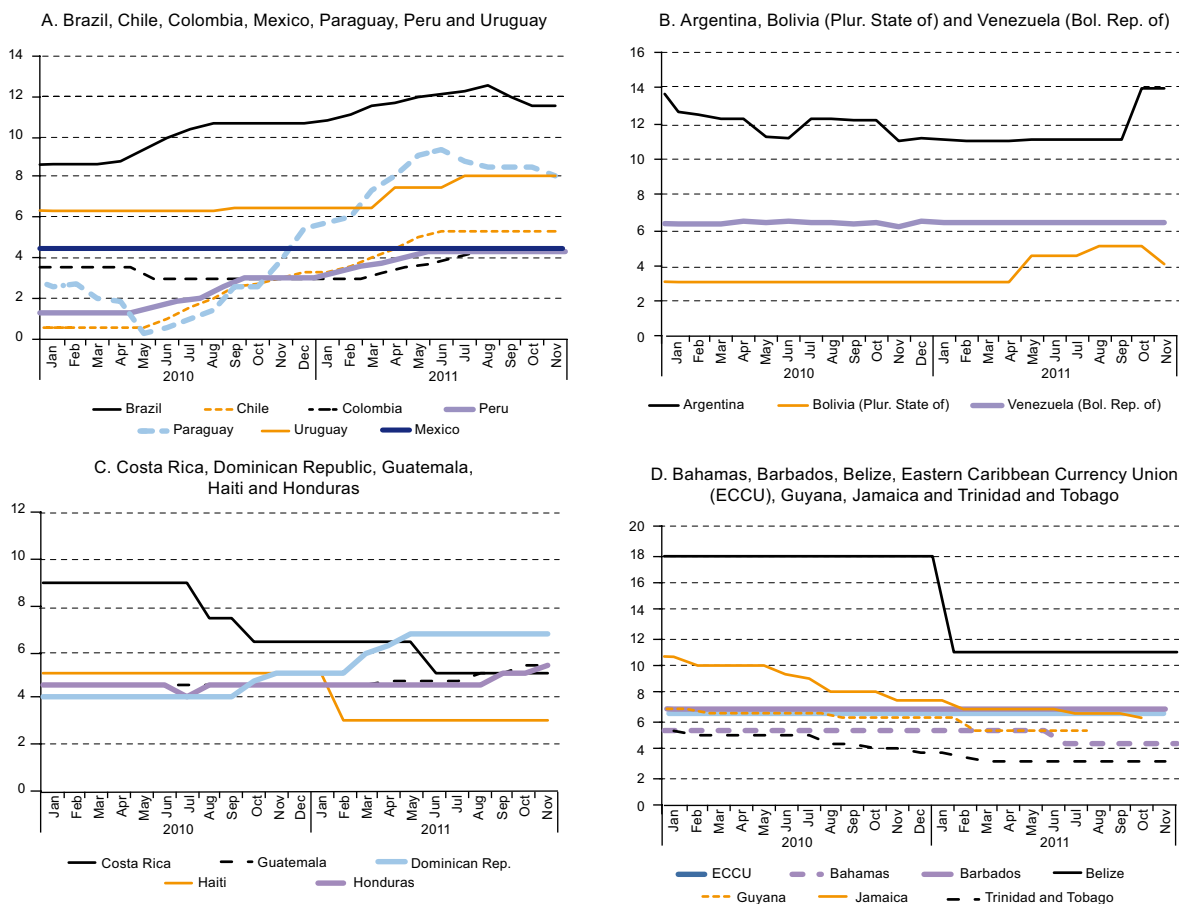 A. Brazil, Chile, Colombia, Mexico, Paraguay, Peru and Uruguay
14
12
10
8
6
4
2
0
Jan Feb Mar Apr May Jun Jul Aug Sep Oct Nov Dec Jan Feb Mar Apr May Jun Jul Aug Sep Oct Nov
2010 2011
Brazil Chile Colombia Peru
Paraguay Uruguay Mexico
B. Argentina, Bolivia (Plur. State of) and Venezuela (Bol. Rep. of)
16
14
12
10
8
6
4
2
0
Jan Feb Mar Apr May Jun Jul Aug Sep Oct Nov Dec Jan Feb Mar Apr May Jun Jul Aug Sep Oct Nov
2010 2011
Argentina Bolivia (Plur. State of) Venezuela (Bol. Rep. of)
C. Costa Rica, Dominican Republic, Guatemala,
Haiti and Honduras
12
10
8
6
4
2
0
Jan Feb Mar Apr May Jun Jul Aug Sep Oct Nov Dec Jan Feb Mar Apr May Jun Jul Aug Sep Oct Nov
2010 2011
Costa Rica Guatemala Dominican Rep.
Haiti Honduras
D. Bahamas, Barbados, Belize, Eastern Caribbean Currency Union
(ECCU), Guyana, Jamaica and Trinidad and Tobago
20
18
16
14
12
10
8
6
4
2
0
Jan Feb Mar Apr May Jun Jul Aug Sep Oct Nov Dec Jan Feb Mar Apr May Jun Jul Aug Sep Oct Nov
2010 2011
ECCU Bahamas Barbados Belize
Guyana Jamaica Trinidad and Tobago